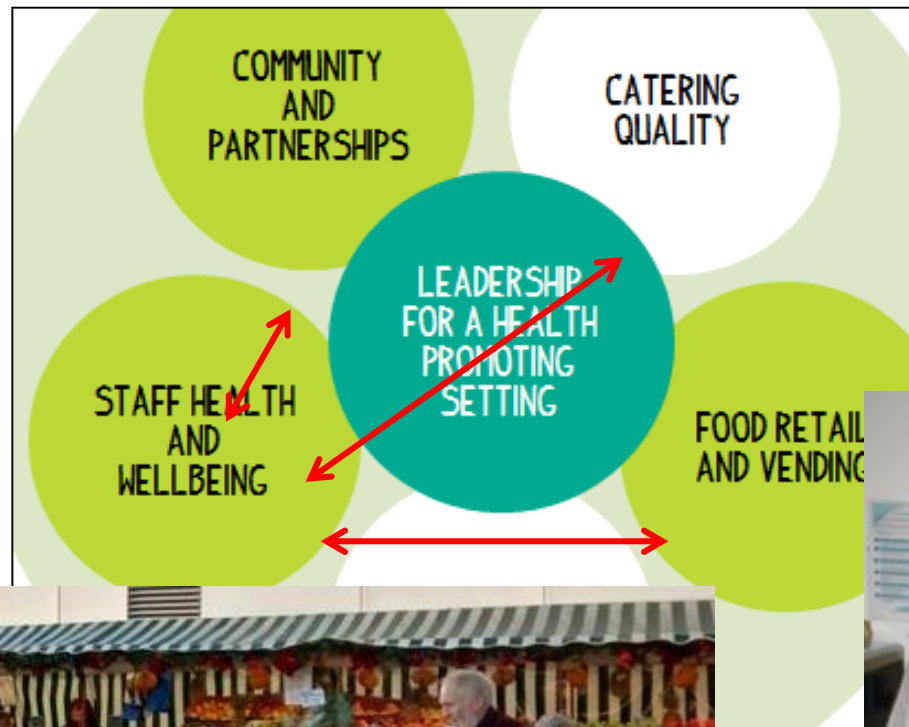 COMMUNITY
AND
PARTNERSHIPS
CATERING
QUALITY
LEADERSHIP
FOR A HEALTH
PROMOTING
SETTING
STAFF HEALTH
AND
WELLBEING
FOOD RETAIL
AND VENDING